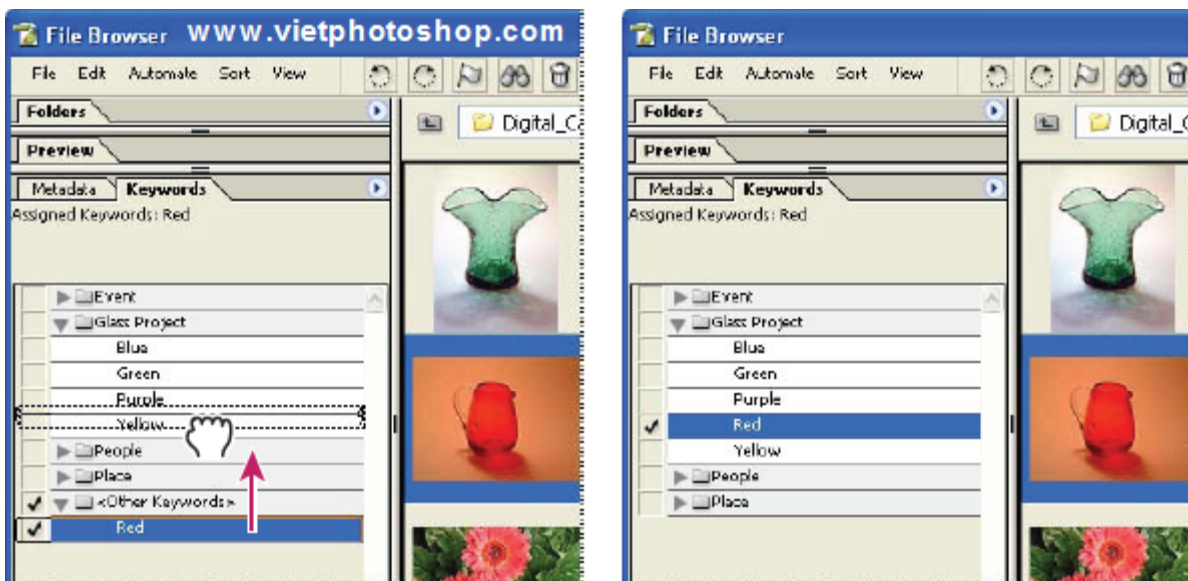 File Browser www.vietphotoshop.com
File Edit Automate Sort View
Folders
Digital_Ca
Preview
Metadata Keywords
Assigned Keywords: Red
Event
Glass Project
Blue
Green
Purple
Yellow
People
Place
<Other Keywords>
Red
File Browser
File Edit Automate Sort View
Folders
Digital_
Preview
Metadata Keywords
Assigned Keywords: Red
Event
Glass Project
Blue
Green
Purple
Red
Yellow
People
Place